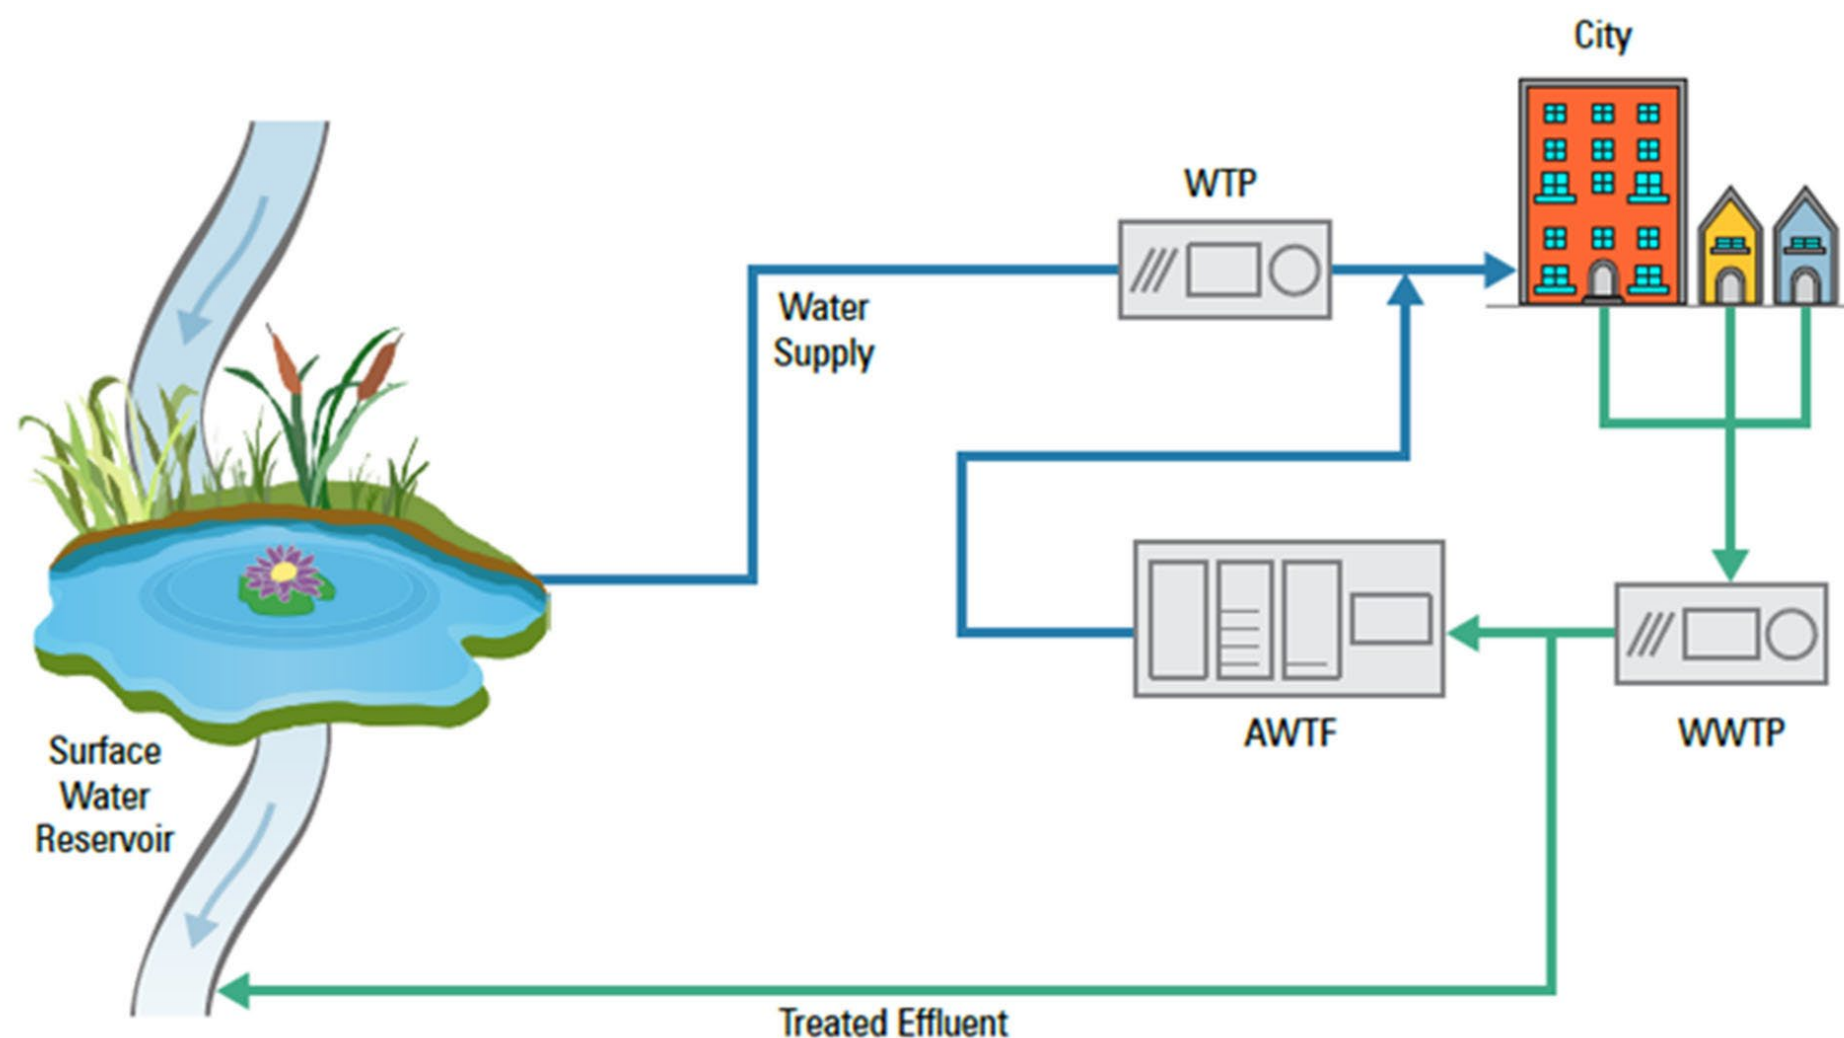 City
WTP
Water
Supply
AWTF
WWTP
Surface
Water
Reservoir
Treated Effluent